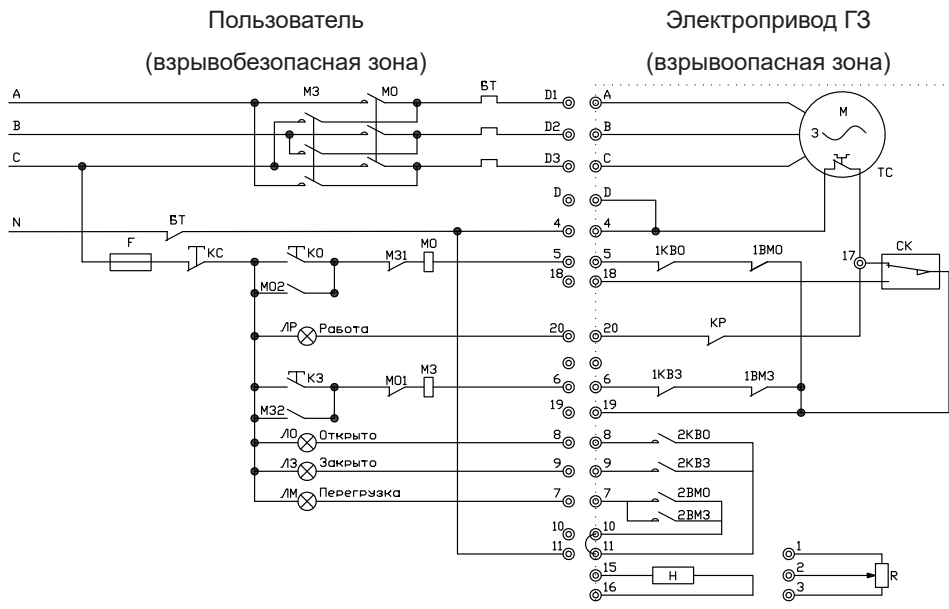 Пользователь Электропривод ГЗ
(взрывобезопасная зона) (взрывоопасная зона)
A МЗ МО БТ D1 A М
B D2 B 3
C D3 C ТС
D D
N БТ 4 4
F КС КО МЗ1 МО 5 5 1КВО 1ВМО 17 СК
МО2 18 18
ЛР Работа 20 20 КР
КЗ МО1 МЗ 6 6 1КВЗ 1ВМЗ
МЗ2 19 19
ЛО Открыто 8 8 2КВО
ЛЗ Закрыто 9 9 2КВЗ
ЛМ Перегрузка 7 7 2ВМО
2ВМЗ
10 10
11 11 1
15 Н 2 R
16 3